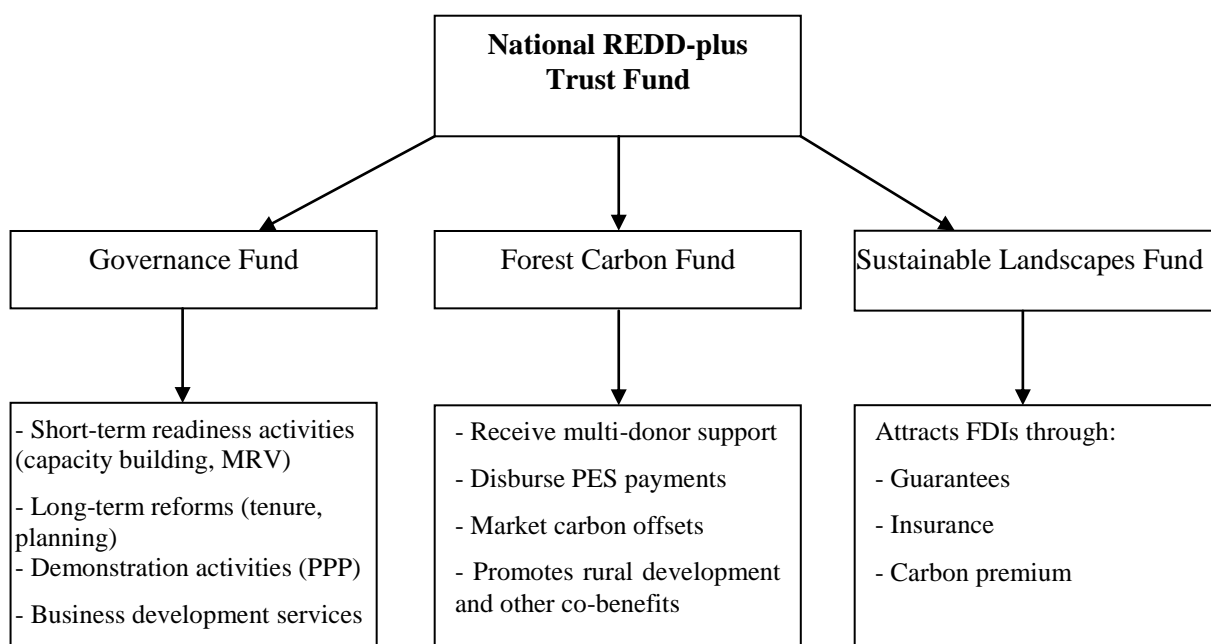 National REDD-plus
Trust Fund
Governance Fund
Forest Carbon Fund
Sustainable Landscapes Fund
- Short-term readiness activities
(capacity building, MRV)
- Long-term reforms (tenure,
planning)
- Demonstration activities (PPP)
- Business development services
- Receive multi-donor support
- Disburse PES payments
- Market carbon offsets
- Promotes rural development
and other co-benefits
Attracts FDIs through:
- Guarantees
- Insurance
- Carbon premium